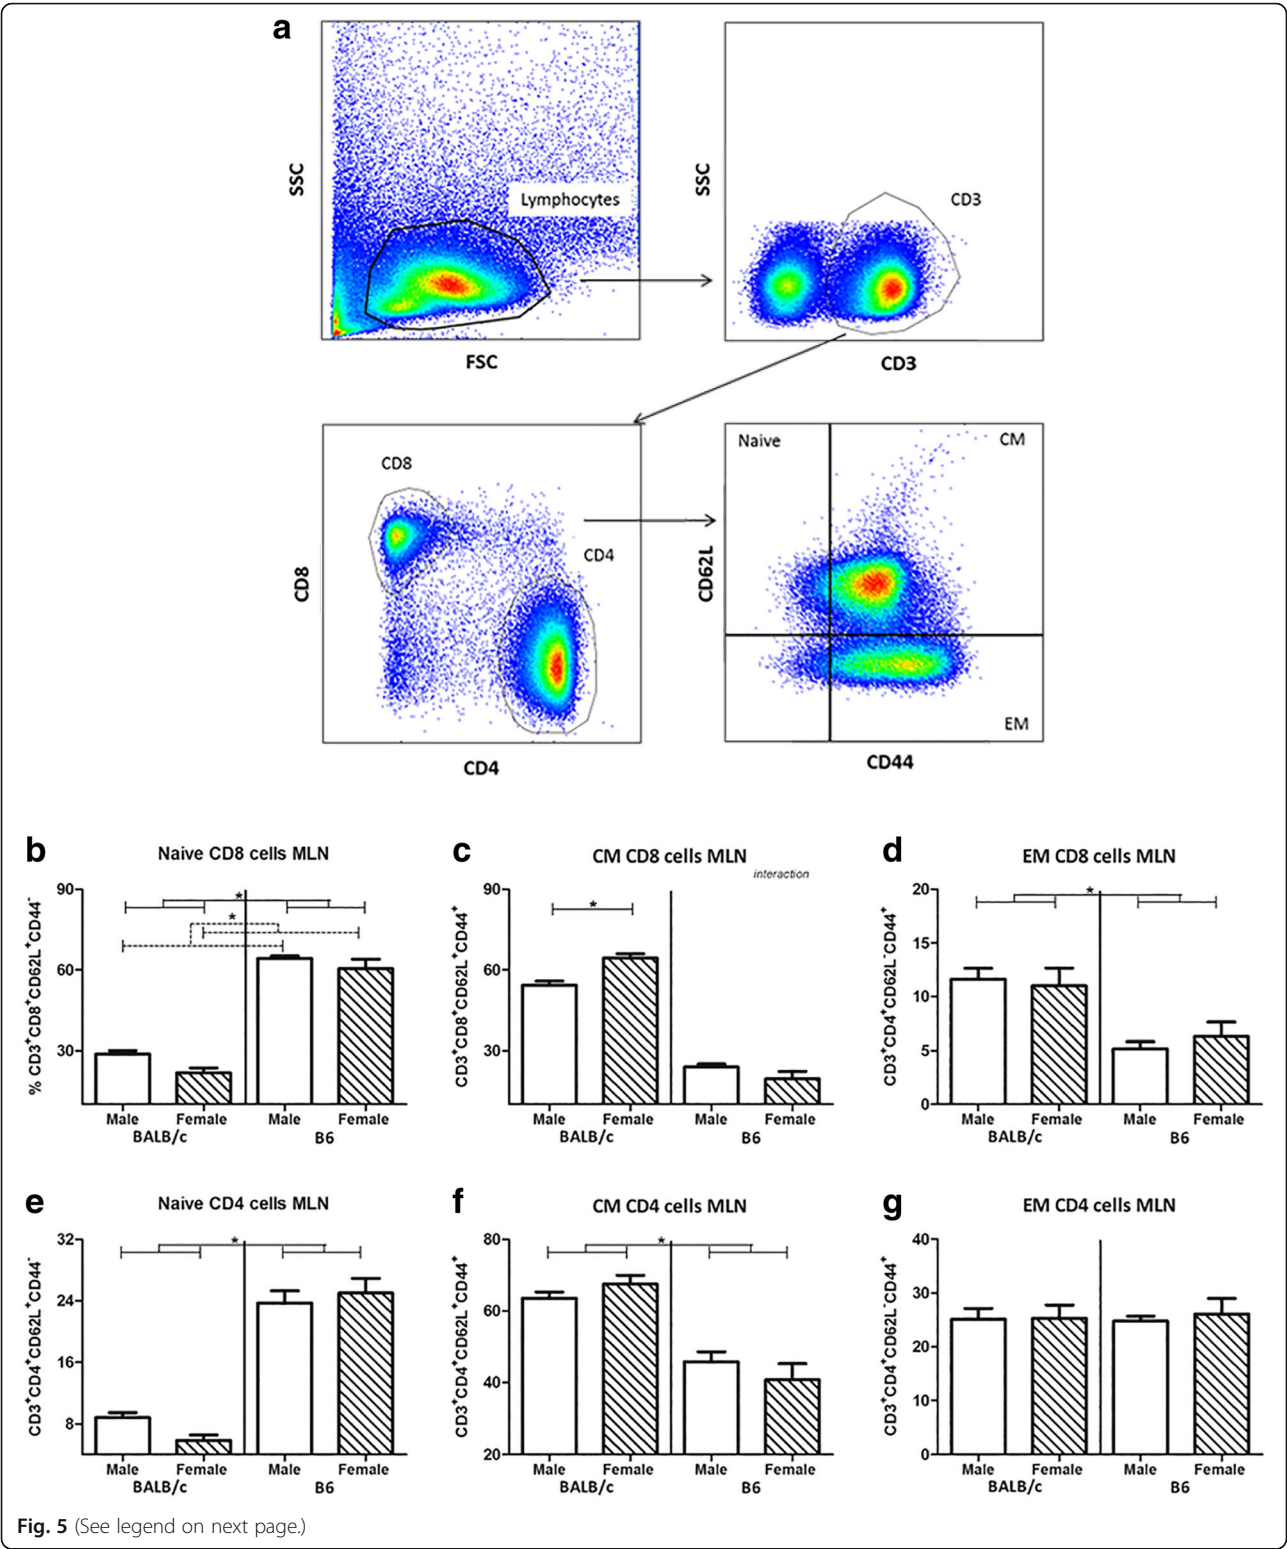 a
SSC
Lymphocytes
FSC
SSC
CD3
CD3
CD8
CD8
CD4
CD4
Naive
CM
CD62L
EM
CD44
b
Naive CD8 cells MLN
% CD3⁺CD8⁺CD62L⁺CD44⁻
90
60
30
*
*
Male Female Male Female
BALB/c B6
c
CM CD8 cells MLN
interaction
CD3⁺CD8⁺CD62L⁺CD44⁺
90
60
30
*
Male Female Male Female
BALB/c B6
d
EM CD8 cells MLN
CD3⁺CD4⁺CD62L⁻CD44⁺
20
15
10
5
0
*
Male Female Male Female
BALB/c B6
e
Naive CD4 cells MLN
CD3⁺CD4⁺CD62L⁺CD44⁻
32
24
16
8
*
Male Female Male Female
BALB/c B6
f
CM CD4 cells MLN
CD3⁺CD4⁺CD62L⁺CD44⁺
80
60
40
20
*
Male Female Male Female
BALB/c B6
g
EM CD4 cells MLN
CD3⁺CD4⁺CD62L⁻CD44⁺
40
30
20
10
0
Male Female Male Female
BALB/c B6
Fig. 5 (See legend on next page.)